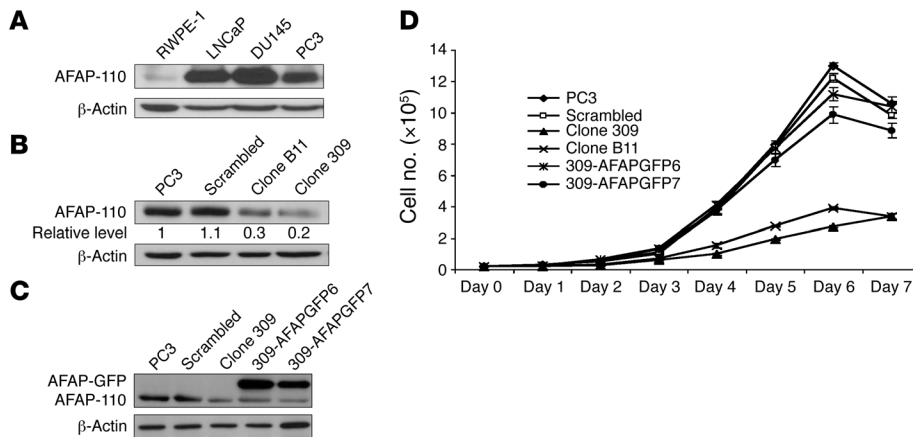 A
RWPE-1 LNCaP DU145 PC3
AFAP-110
β-Actin
B
PC3 Scrambled Clone B11 Clone 309
AFAP-110
Relative level 1 1.1 0.3 0.2
β-Actin
C
PC3 Scrambled Clone 309 309-AFAPGFP6 309-AFAPGFP7
AFAP-GFP
AFAP-110
β-Actin
D
Cell no. (×10⁵)
14
12
10
8
6
4
2
0
PC3
Scrambled
Clone 309
Clone B11
309-AFAPGFP6
309-AFAPGFP7
Day 0 Day 1 Day 2 Day 3 Day 4 Day 5 Day 6 Day 7